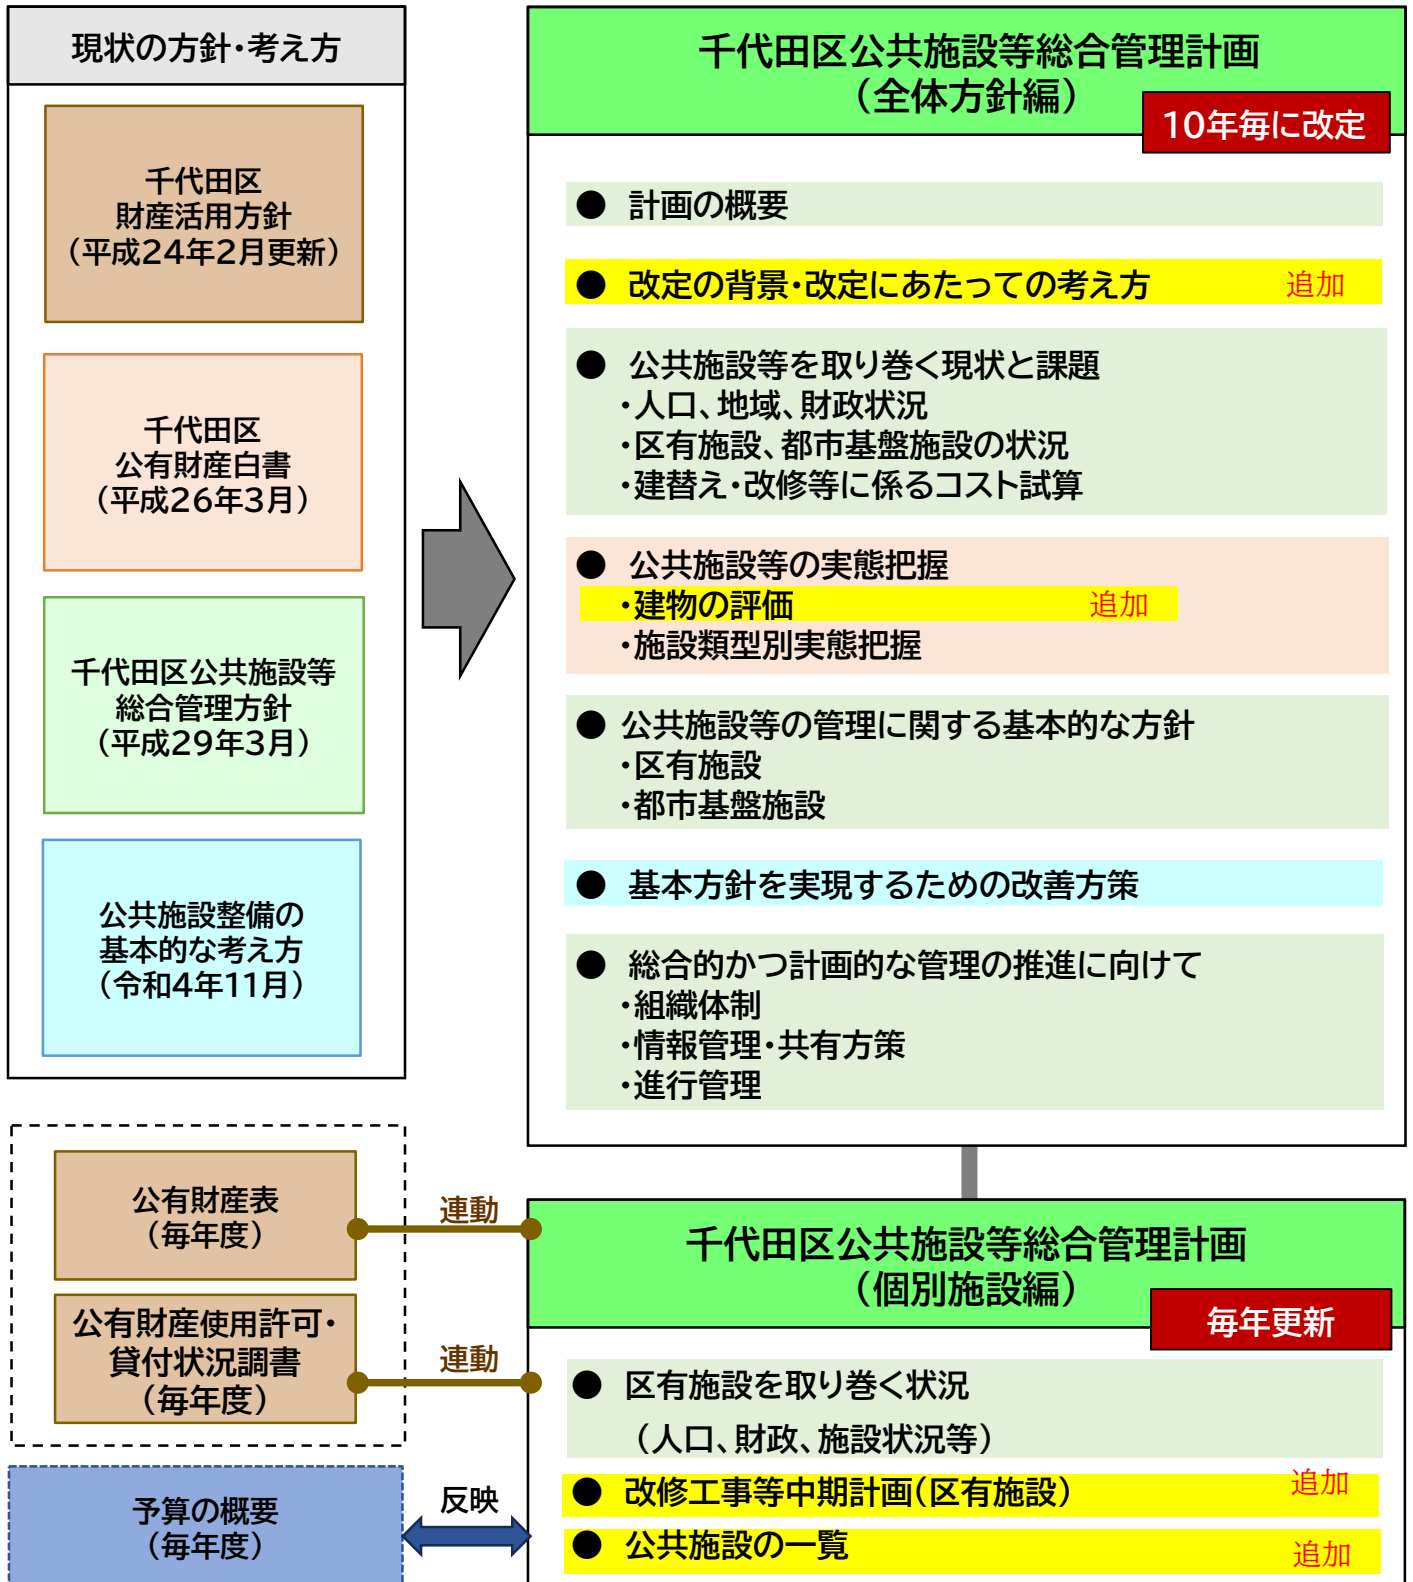 現状の方針・考え方
千代田区
財産活用方針
（平成24年2月更新）
千代田区
公有財産白書
（平成26年3月）
千代田区公共施設等
総合管理方針
（平成29年3月）
公共施設整備の
基本的な考え方
（令和4年11月）
千代田区公共施設等総合管理計画
（全体方針編）
10年毎に改定
● 計画の概要
● 改定の背景・改定にあたっての考え方 追加
● 公共施設等を取り巻く現状と課題
・人口、地域、財政状況
・区有施設、都市基盤施設の状況
・建替え・改修等に係るコスト試算
● 公共施設等の実態把握
・建物の評価 追加
・施設類型別実態把握
● 公共施設等の管理に関する基本的な方針
・区有施設
・都市基盤施設
● 基本方針を実現するための改善方策
● 総合的かつ計画的な管理の推進に向けて
・組織体制
・情報管理・共有方策
・進行管理
公有財産表
（毎年度）
連動
公有財産使用許可・
貸付状況調書
（毎年度）
連動
予算の概要
（毎年度）
反映
千代田区公共施設等総合管理計画
（個別施設編）
毎年更新
● 区有施設を取り巻く状況
（人口、財政、施設状況等）
● 改修工事等中期計画（区有施設） 追加
● 公共施設の一覧 追加